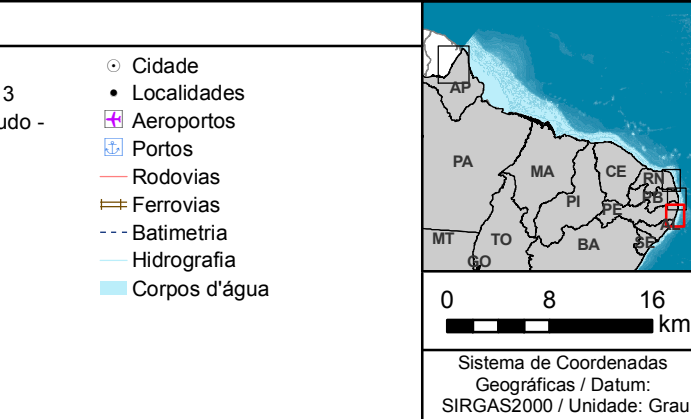 3
udo -
Cidade
Localidades
Aeroportos
Portos
Rodovias
Ferrovias
Batimetria
Hidrografia
Corpos d'água
AP
PA
MA
CE
RN
PB
PI
PE
AL
MT
TO
BA
SE
GO
0 8 16
km
Sistema de Coordenadas
Geográficas / Datum:
SIRGAS2000 / Unidade: Grau